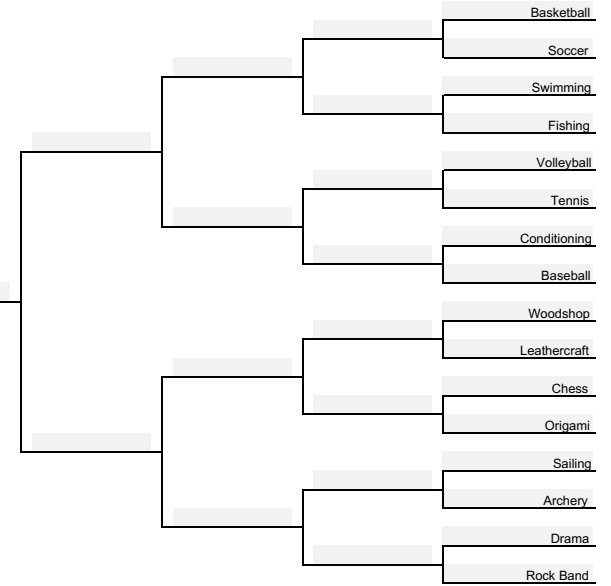 Basketball
Soccer
Swimming
Fishing
Volleyball
Tennis
Conditioning
Baseball
Woodshop
Leathercraft
Chess
Origami
Sailing
Archery
Drama
Rock Band